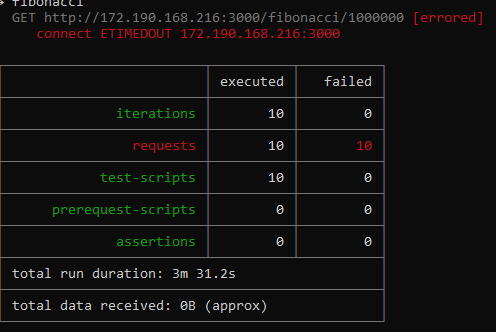 → fibonacci
GET http://172.190.168.216:3000/fibonacci/1000000 [errored]
connect ETIMEDOUT 172.190.168.216:3000
executed failed
iterations 10 0
requests 10 10
test-scripts 10 0
prerequest-scripts 0 0
assertions 0 0
total run duration: 3m 31.2s
total data received: 0B (approx)